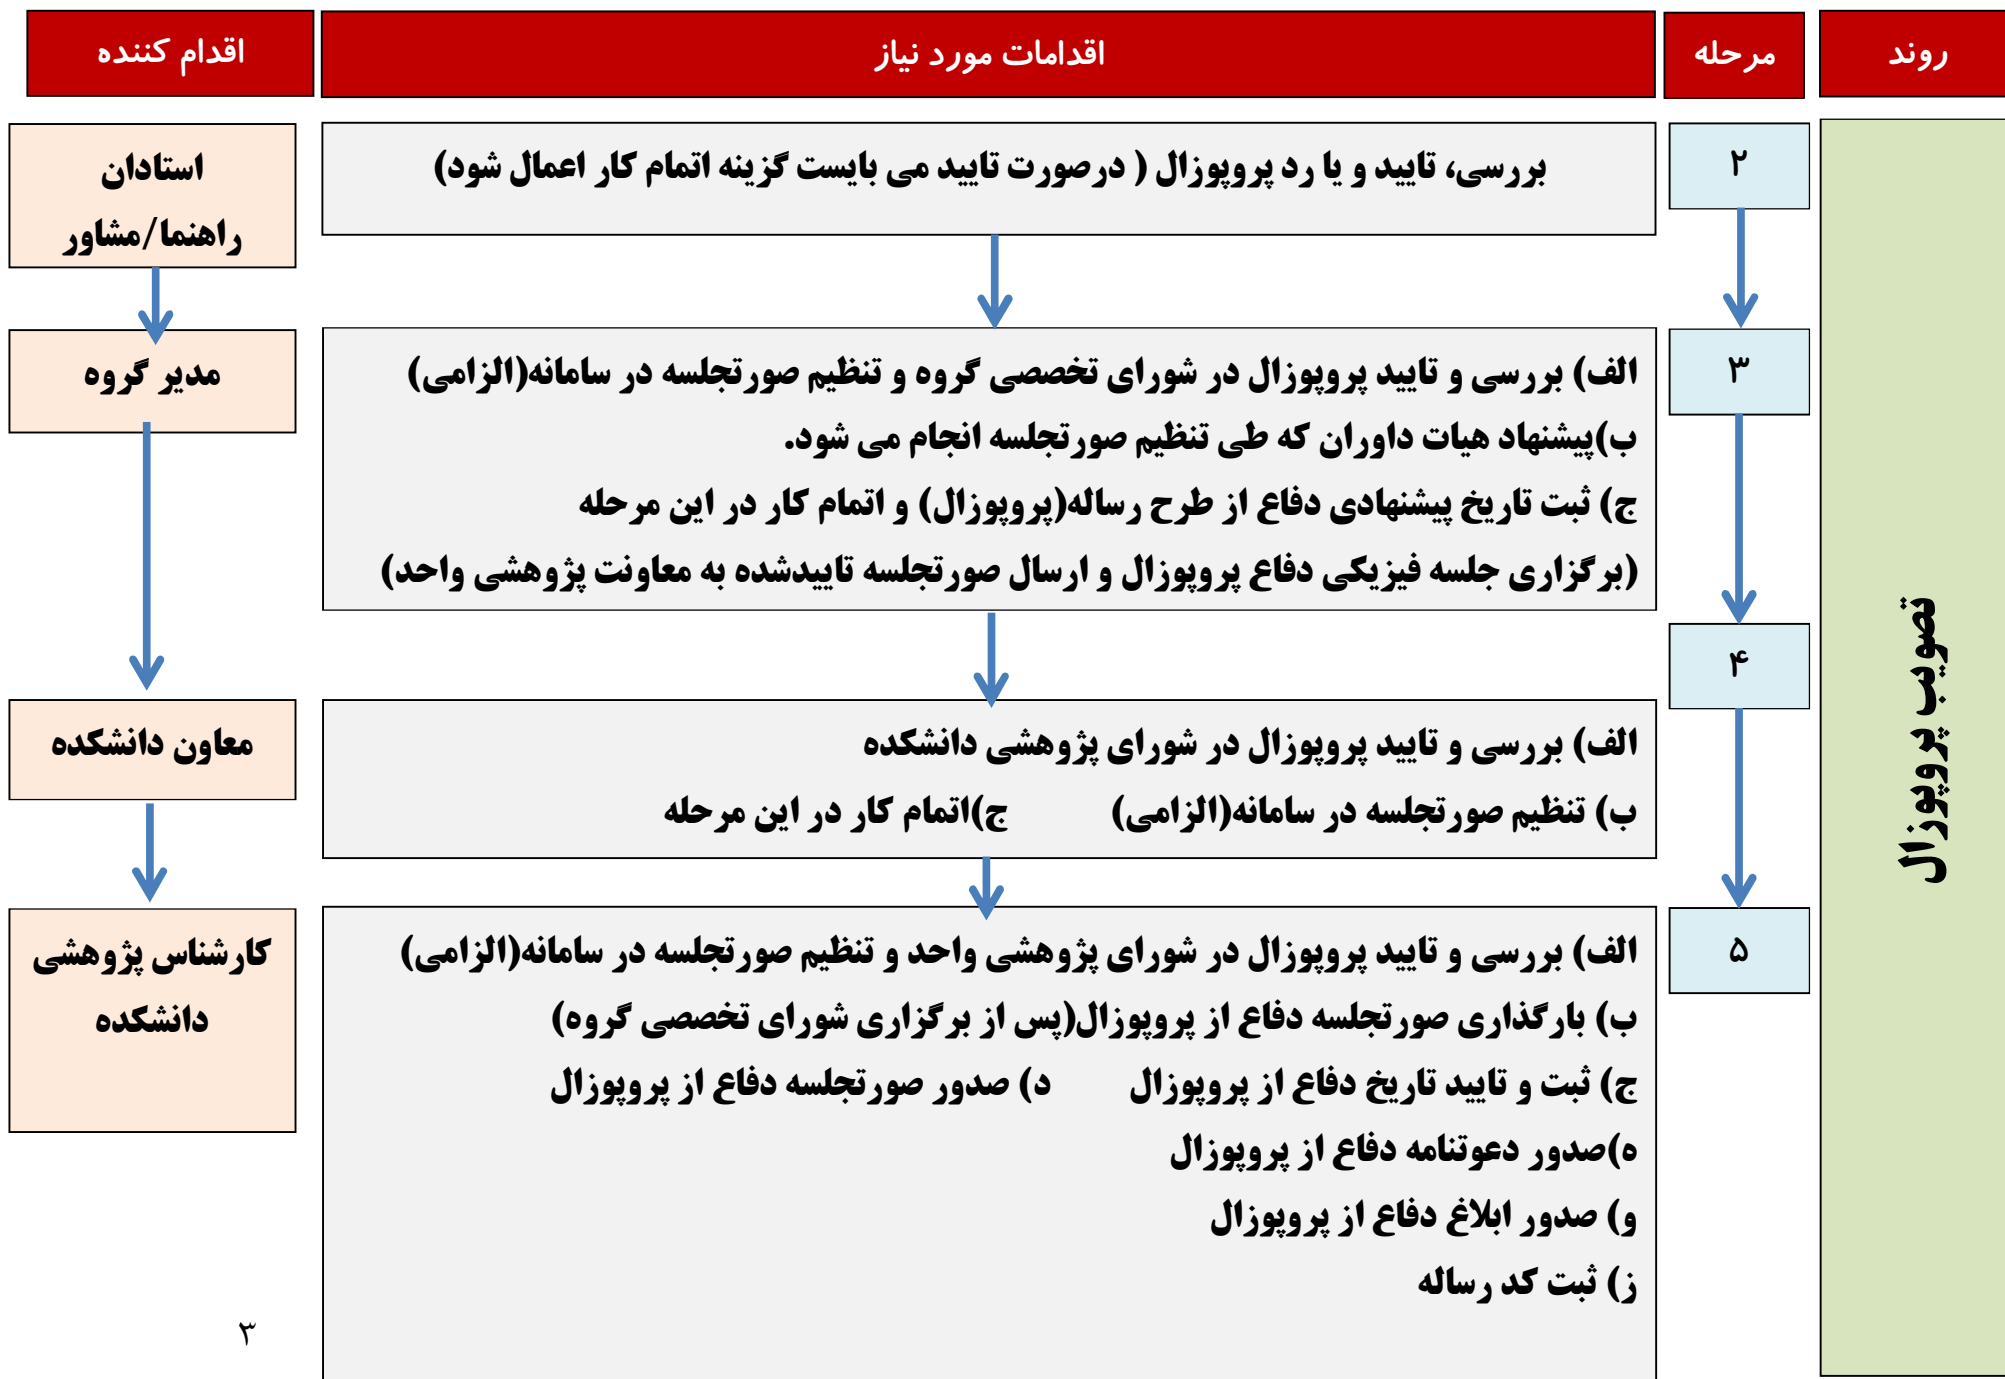 روند
مرحله
اقدامات مورد نیاز
اقدام کننده
تصویب پروپوزال
۲
بررسی، تایید و یا رد پروپوزال ( درصورت تایید می بایست گزینه اتمام کار اعمال شود)
استادان
راهنما/مشاور
۳
الف) بررسی و تایید پروپوزال در شورای تخصصی گروه و تنظیم صورتجلسه در سامانه(الزامی)
ب)پیشنهاد هیات داوران که طی تنظیم صورتجلسه انجام می شود.
ج) ثبت تاریخ پیشنهادی دفاع از طرح رساله(پروپوزال) و اتمام کار در این مرحله
(برگزاری جلسه فیزیکی دفاع پروپوزال و ارسال صورتجلسه تاییدشده به معاونت پژوهشی واحد)
مدیر گروه
۴
الف) بررسی و تایید پروپوزال در شورای پژوهشی دانشکده
ب) تنظیم صورتجلسه در سامانه(الزامی) ج)اتمام کار در این مرحله
معاون دانشکده
۵
الف) بررسی و تایید پروپوزال در شورای پژوهشی واحد و تنظیم صورتجلسه در سامانه(الزامی)
ب) بارگذاری صورتجلسه دفاع از پروپوزال(پس از برگزاری شورای تخصصی گروه)
ج) ثبت و تایید تاریخ دفاع از پروپوزال د) صدور صورتجلسه دفاع از پروپوزال
ه)صدور دعوتنامه دفاع از پروپوزال
و) صدور ابلاغ دفاع از پروپوزال
ز) ثبت کد رساله
کارشناس پژوهشی
دانشکده
۳